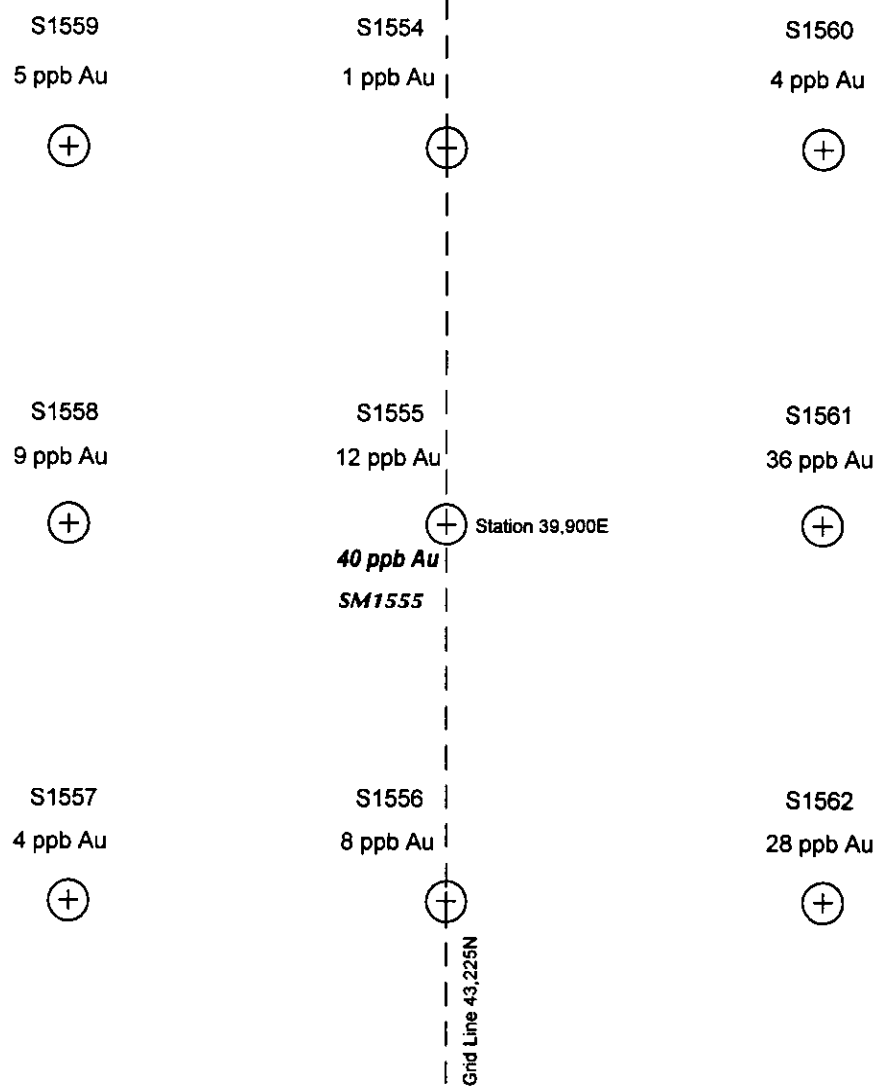 S1559
5 ppb Au
S1554
1 ppb Au
S1560
4 ppb Au
S1558
9 ppb Au
S1555
12 ppb Au
S1561
36 ppb Au
Station 39,900E
40 ppb Au
SM1555
S1557
4 ppb Au
S1556
8 ppb Au
S1562
28 ppb Au
Grid Line 43,225N